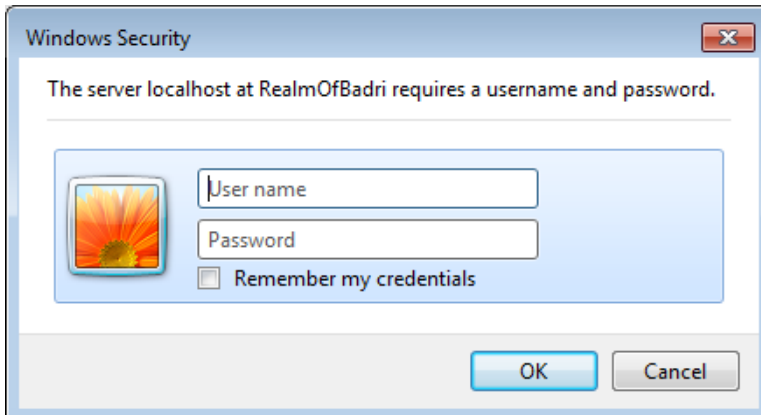 Windows Security
The server localhost at RealmOfBadri requires a username and password.
User name
Password
Remember my credentials
OK Cancel